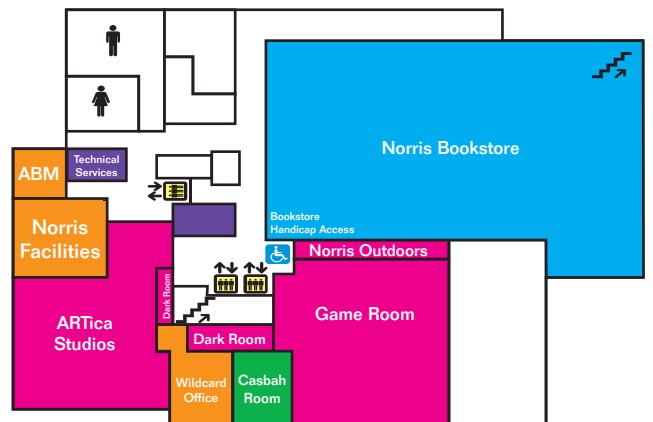 Norris Bookstore
ABM
Technical
Services
Norris
Facilities
Bookstore
Handicap Access
Norris Outdoors
Dark Room
ARTica
Studios
Game Room
Dark Room
Wildcard
Office
Casbah
Room